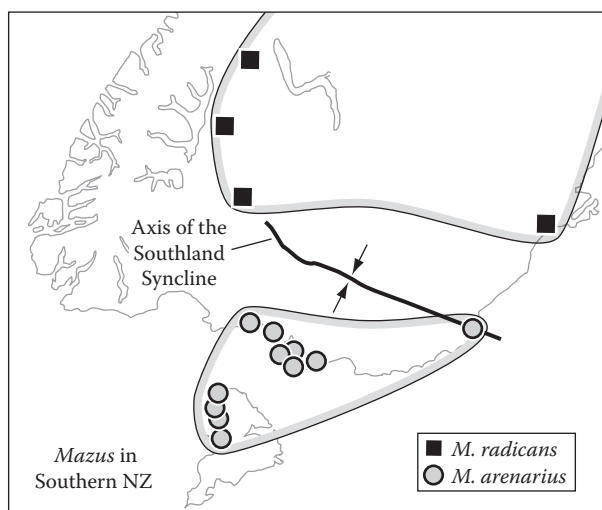 Axis of the
Southland
Syncline
Mazus in
Southern NZ
M. radicans
M. arenarius